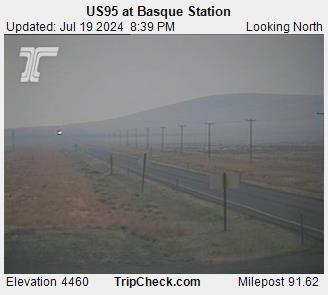 US95 at Basque Station
Updated: Jul 19 2024 8:39 PM Looking North
Elevation 4460 TripCheck.com Milepost 91.62